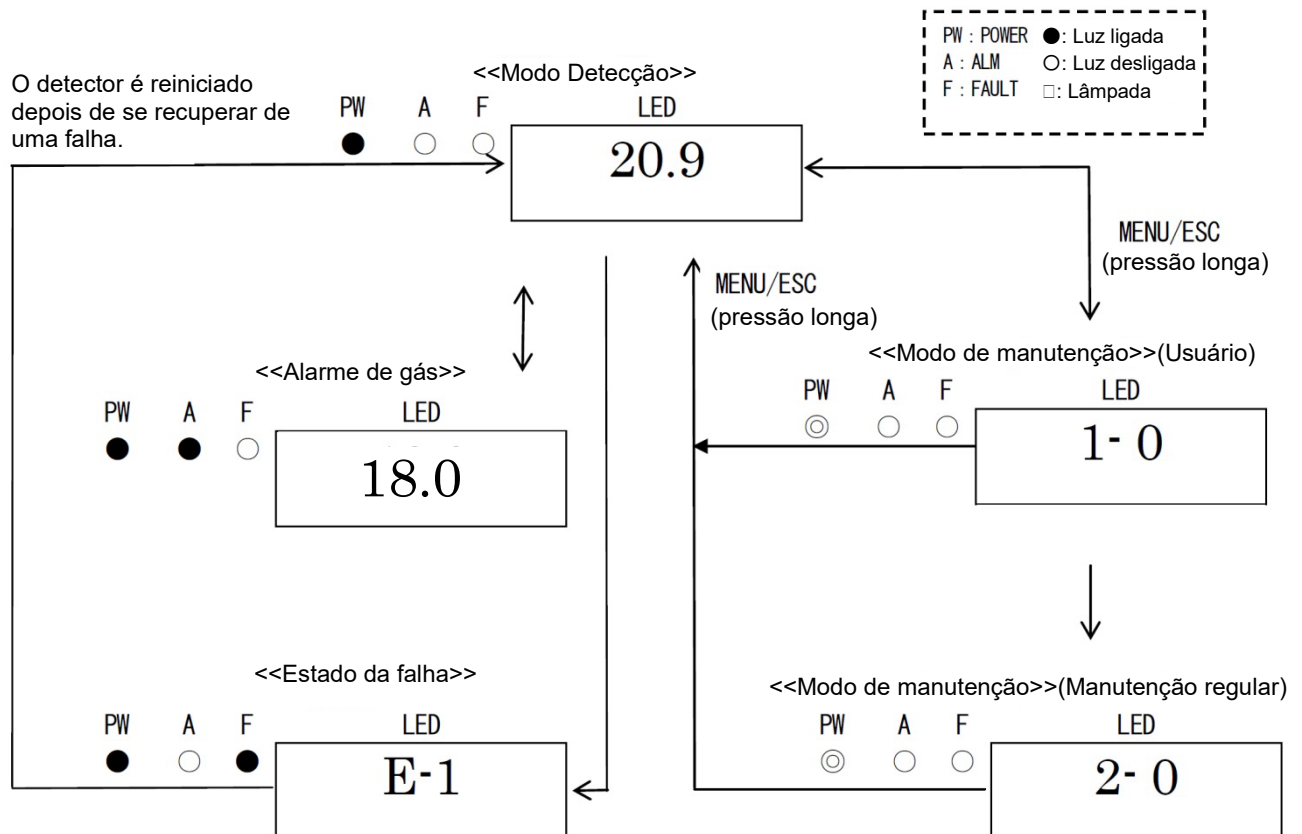 PW : POWER ●: Luz ligada
A : ALM ○: Luz desligada
F : FAULT □: Lâmpada
O detector é reiniciado
depois de se recuperar de
uma falha.
<<Modo Detecção>>
PW A F LED
20.9
MENU/ESC
(pressão longa)
MENU/ESC
(pressão longa)
<<Alarme de gás>>
PW A F LED
18.0
<<Modo de manutenção>>(Usuário)
PW A F LED
1- 0
<<Estado da falha>>
PW A F LED
E-1
<<Modo de manutenção>>(Manutenção regular)
PW A F LED
2- 0